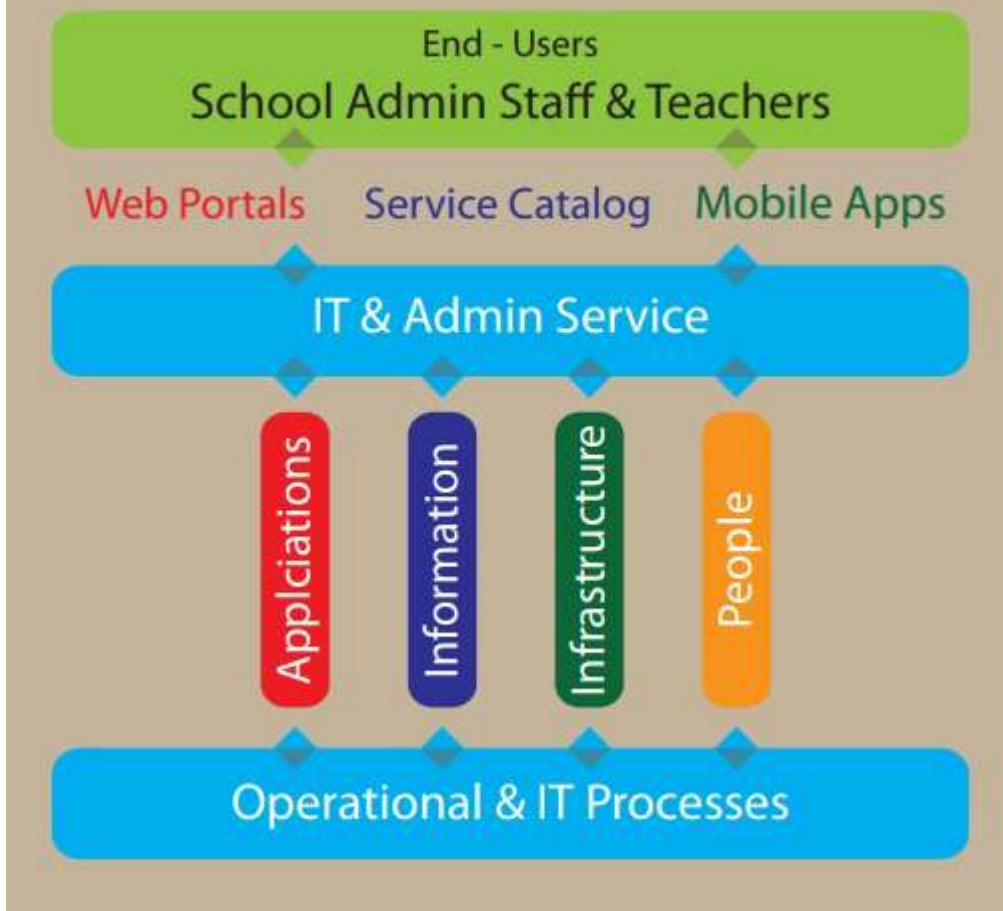 End - Users
School Admin Staff & Teachers
Web Portals Service Catalog Mobile Apps
IT & Admin Service
Applciations
Information
Infrastructure
People
Operational & IT Processes